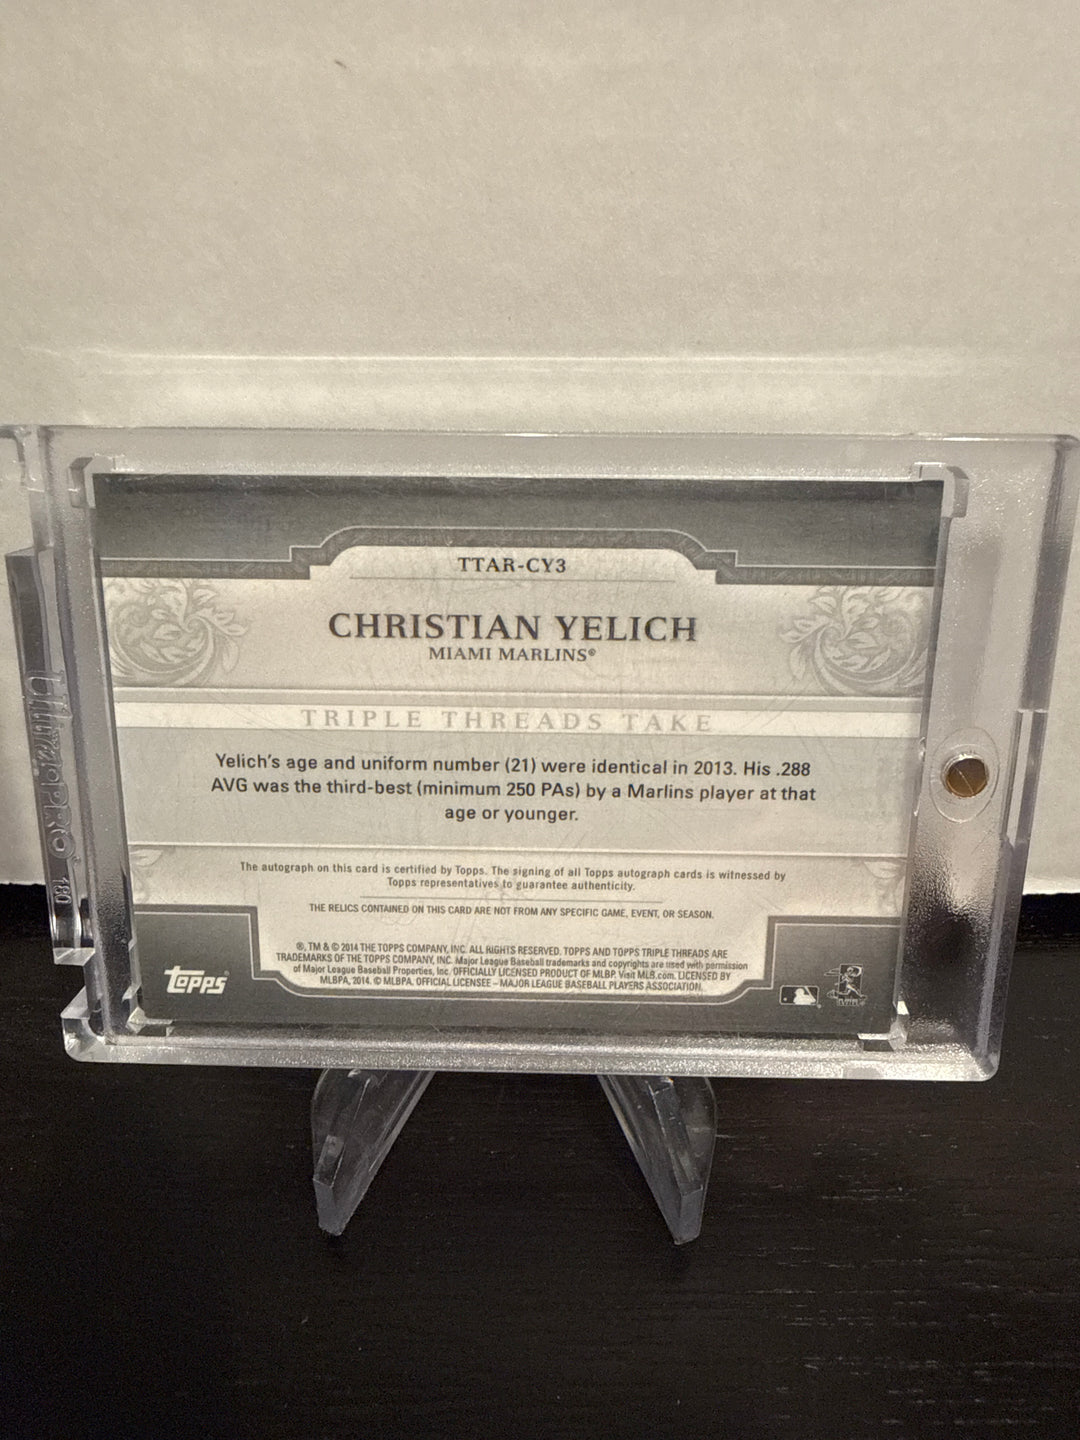 TTAR-CY3
CHRISTIAN YELICH
MIAMI MARLINS®
TRIPLE THREADS TAKE
Yelich's age and uniform number (21) were identical in 2013. His .288
AVG was the third-best (minimum 250 PAs) by a Marlins player at that
age or younger.
The autograph on this card is certified by Topps. The signing of all Topps autograph cards is witnessed by
Topps representatives to guarantee authenticity.
THE RELICS CONTAINED ON THIS CARD ARE NOT FROM ANY SPECIFIC GAME, EVENT, OR SEASON.
®, TM & © 2014 THE TOPPS COMPANY, INC. ALL RIGHTS RESERVED. TOPPS AND TOPPS TRIPLE THREADS ARE
TRADEMARKS OF THE TOPPS COMPANY, INC. Major League Baseball trademarks and copyrights are used with permission
of Major League Baseball Properties, Inc. OFFICIALLY LICENSED PRODUCT OF MLBP. Visit MLB.com. LICENSED BY
MLBPA, 2014. © MLBPA. OFFICIAL LICENSEE – MAJOR LEAGUE BASEBALL PLAYERS ASSOCIATION.
topps®
Ultra PRO® 180